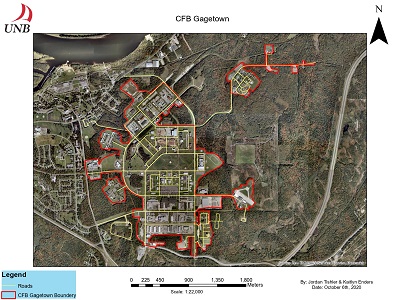 CFB Gagetown
N
UNB
Legend
Roads
CFB Gagetown Boundary
0 225 450 900 1,350 1,800
Meters
Scale: 1:22,000
By: Jordan Tishler & Kaitlyn Enders
Date: October 6th, 2020